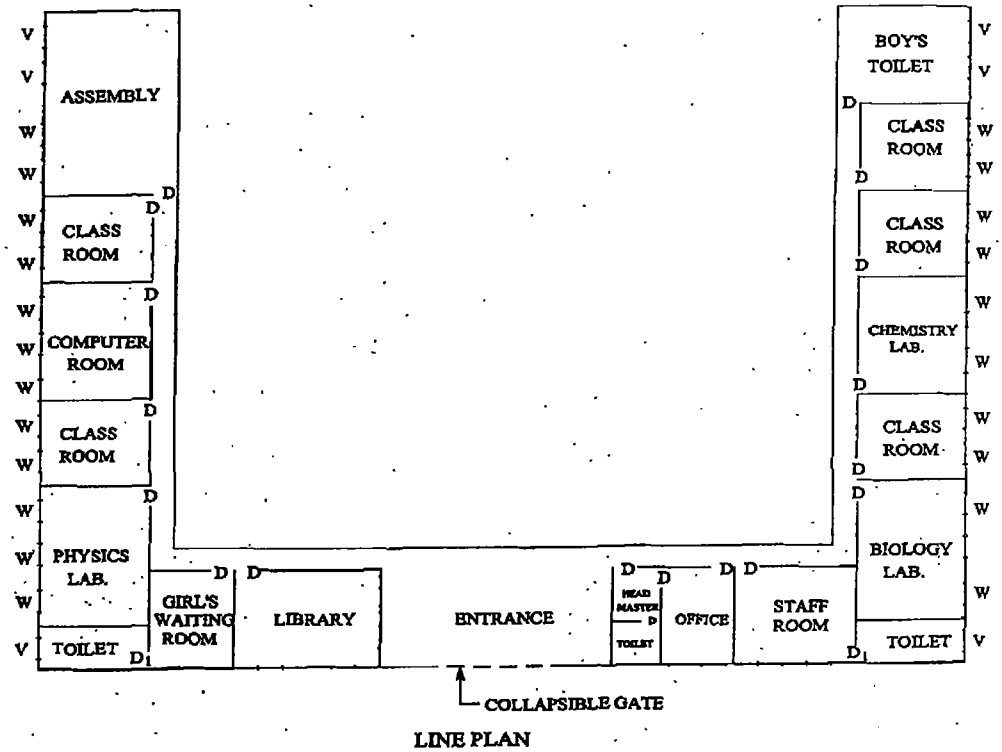 V
V
ASSEMBLY
W
W
D
D
W
CLASS
ROOM
W
D
W
COMPUTER
ROOM
W
W
D
W
CLASS
ROOM
W
D
W
PHYSICS
LAB.
W
W
V
TOILET
D1
D
GIRL'S
WAITING
ROOM
D
LIBRARY
ENTRANCE
D
HEAD
MASTER
D
TOILET
D
D
OFFICE
D
STAFF
ROOM
D1
BOY'S
TOILET
V
V
D
CLASS
ROOM
W
W
D
CLASS
ROOM
W
W
D
CHEMISTRY
LAB.
W
W
D
CLASS
ROOM
W
W
D
D
BIOLOGY
LAB.
W
W
TOILET
V
COLLAPSIBLE GATE
LINE PLAN